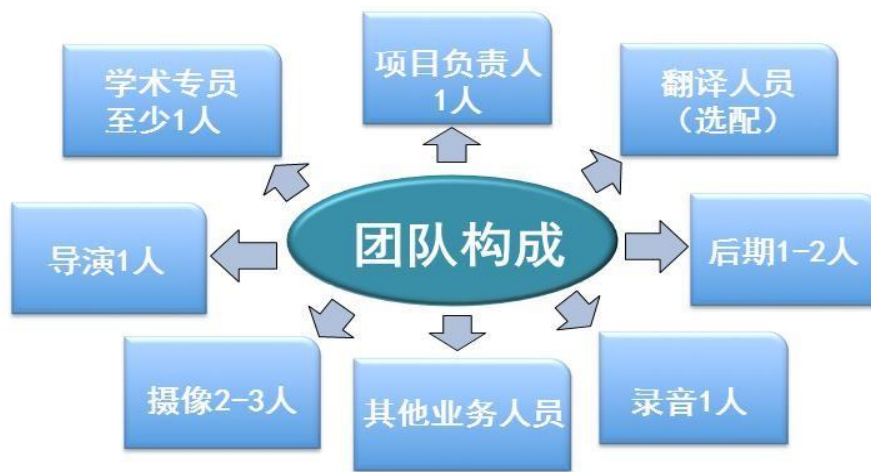 学术专员
至少1人
项目负责人
1人
翻译人员
（选配）
导演1人
团队构成
后期1-2人
摄像2-3人
其他业务人员
录音1人